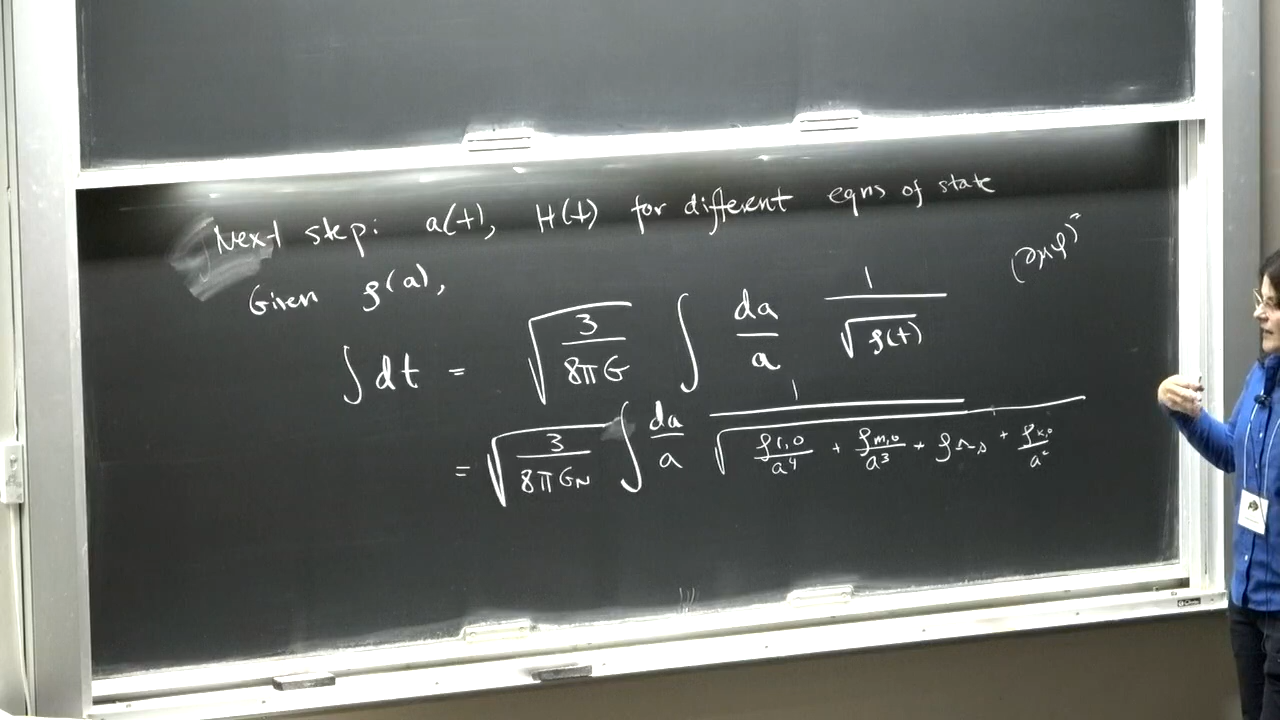 Next step: a(t), H(t) for different eqns of state
(∂μφ)²
Given ρ(a),
∫ dt = √(3/8πG) ∫ da/a 1/√ρ(t)
= √(3/8πG_N) ∫ da/a 1/√(ρ_r,0/a⁴ + ρ_m,0/a³ + ρ_Λ,0 + ρ_k,0/a²)